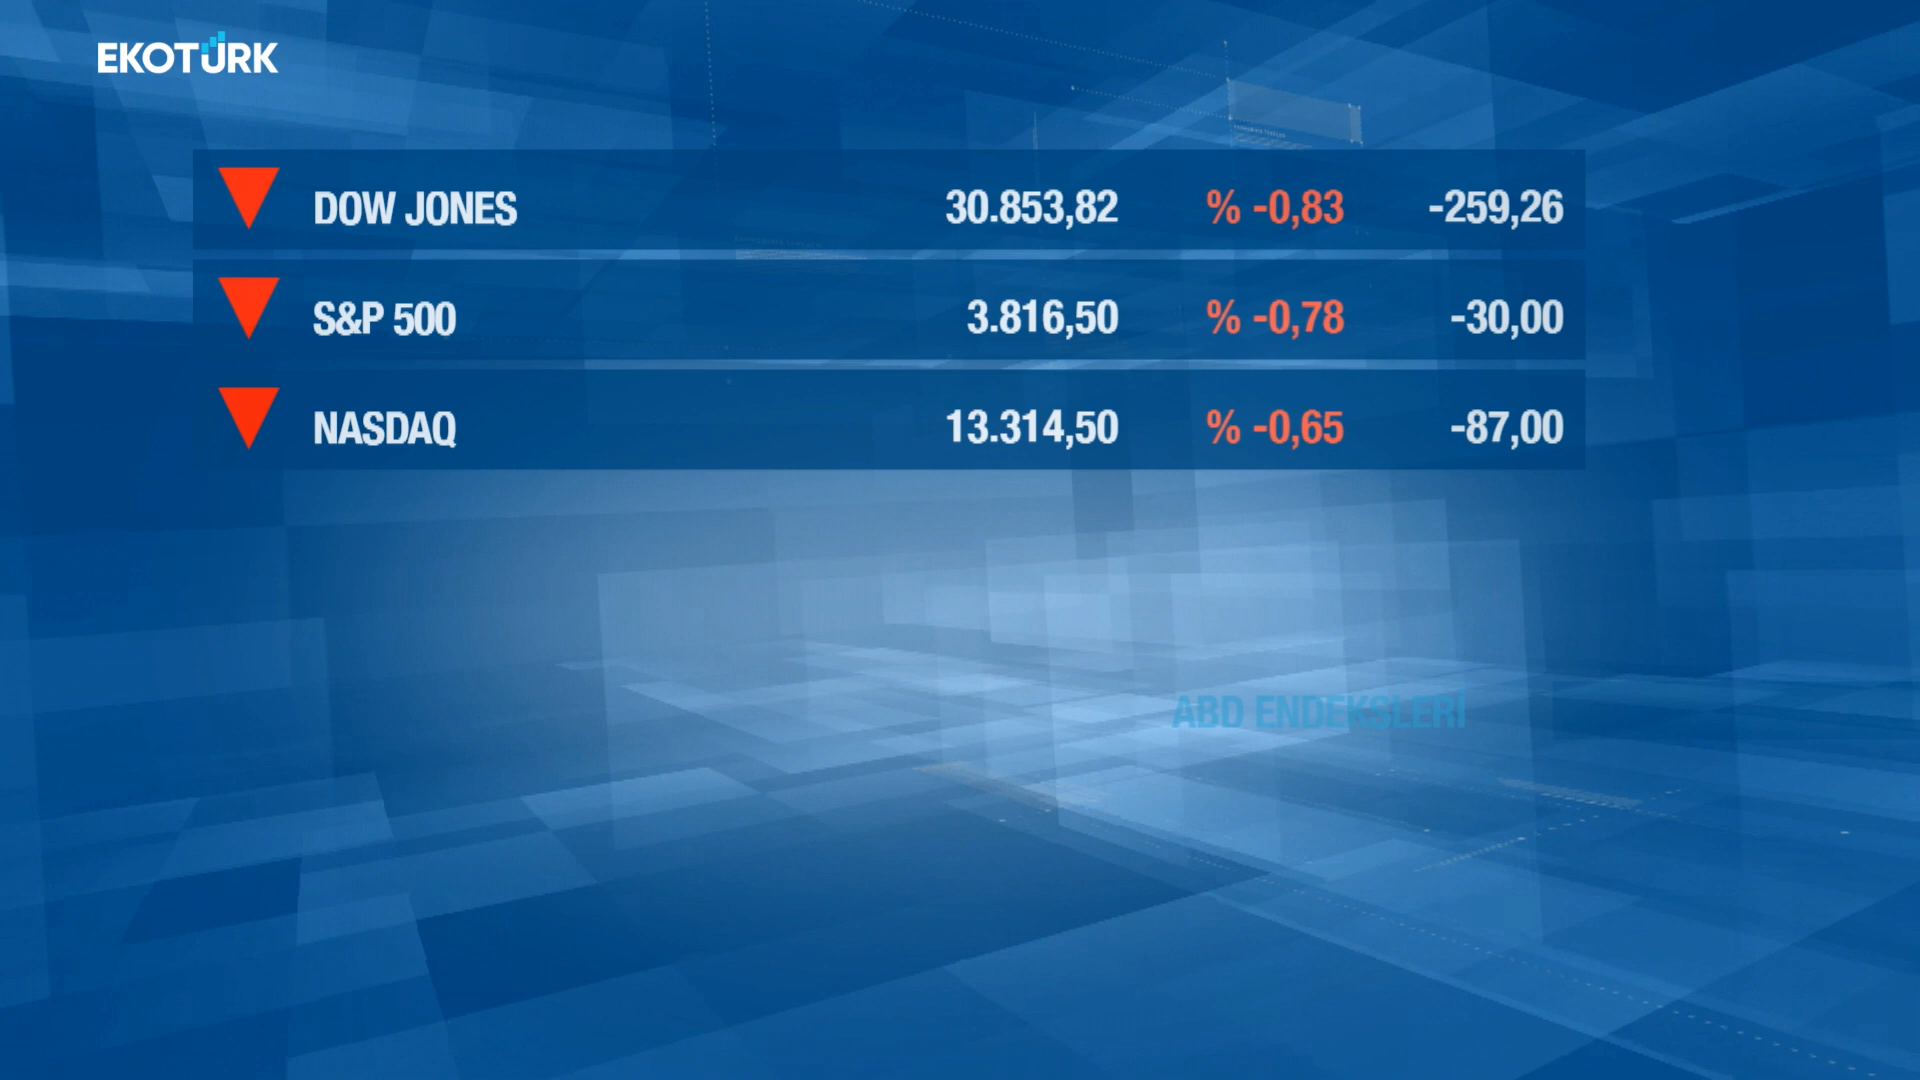 EKOTÜRK
DOW JONES 30.853,82 % -0,83 -259,26
S&P 500 3.816,50 % -0,78 -30,00
NASDAQ 13.314,50 % -0,65 -87,00
ABD ENDEKSLERİ